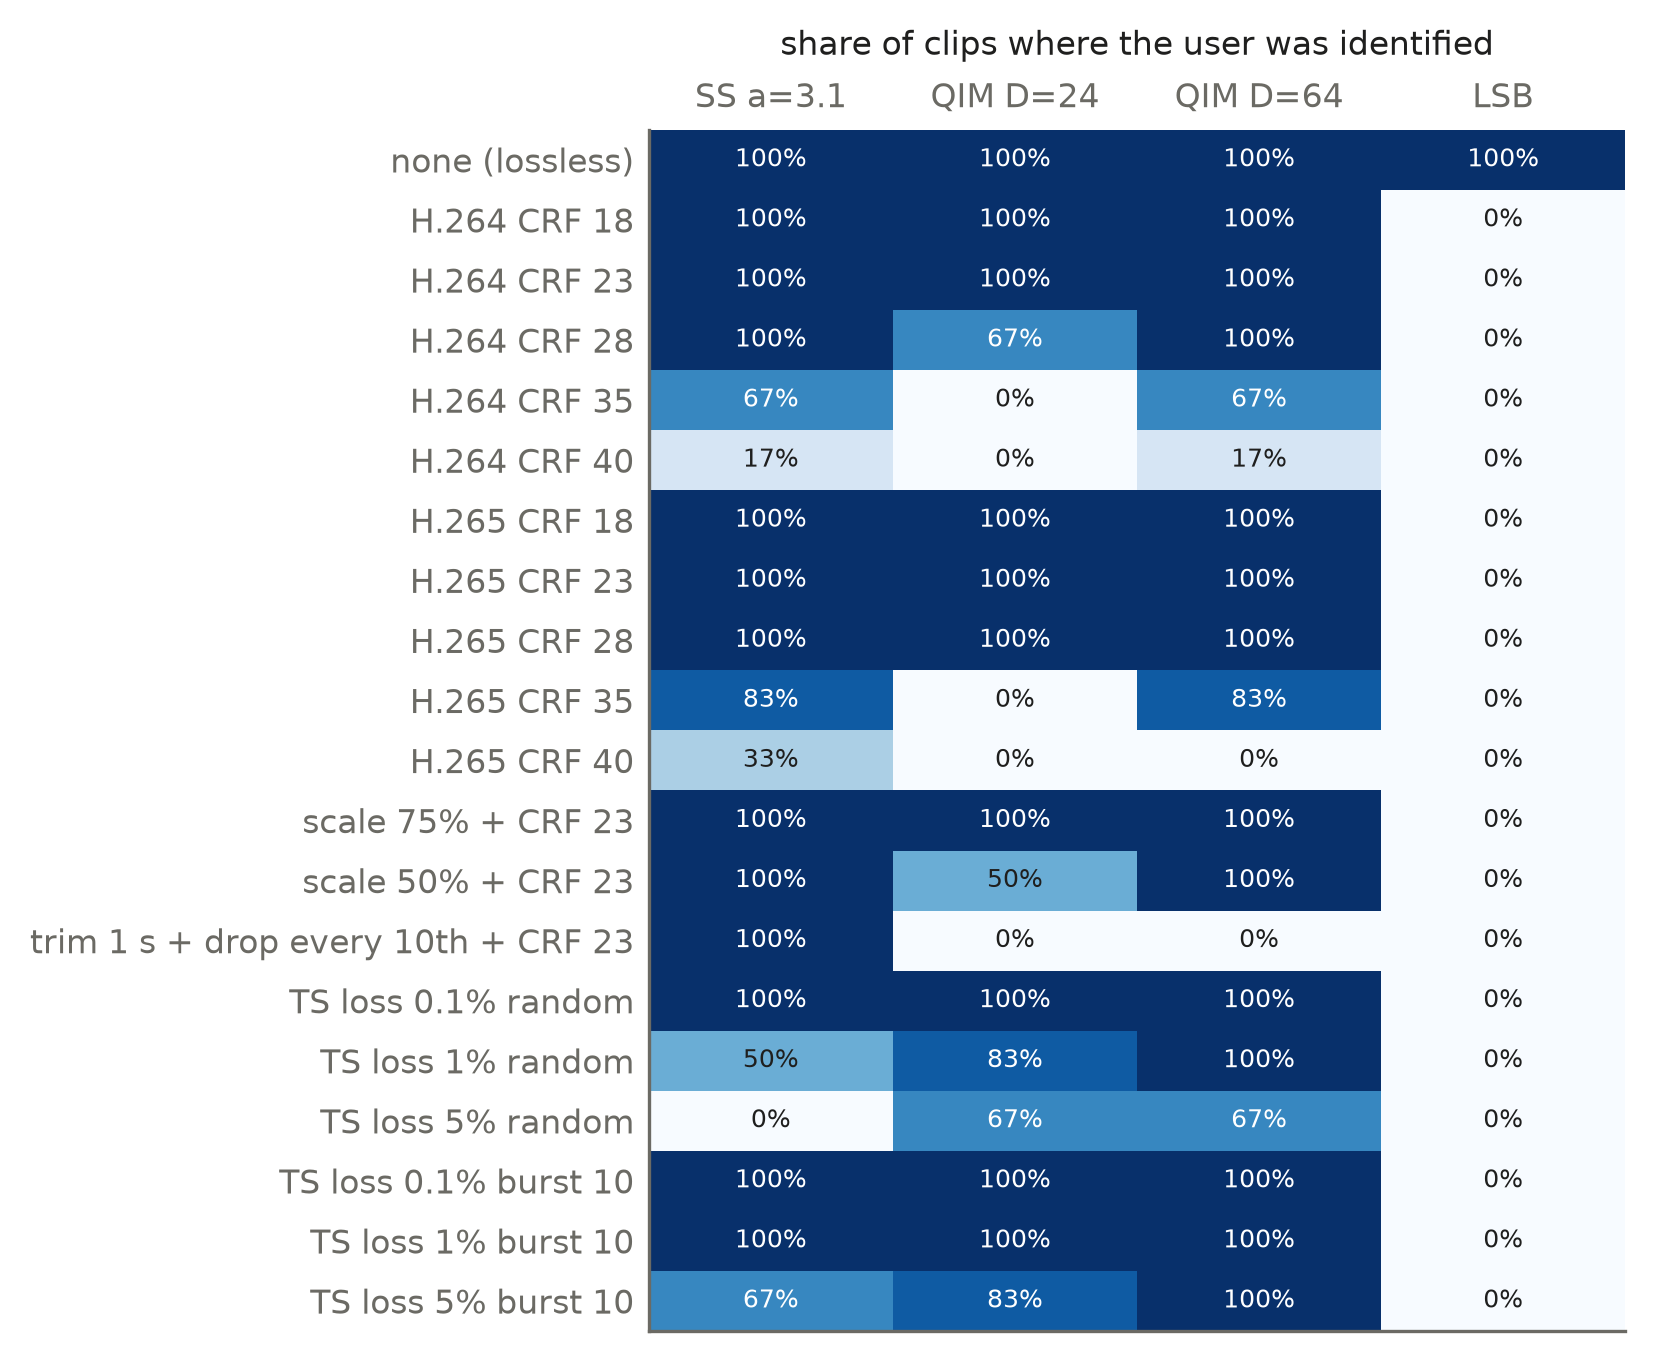 share of clips where the user was identified
SS a=3.1 QIM D=24 QIM D=64 LSB
none (lossless) 100% 100% 100% 100%
H.264 CRF 18 100% 100% 100% 0%
H.264 CRF 23 100% 100% 100% 0%
H.264 CRF 28 100% 67% 100% 0%
H.264 CRF 35 67% 0% 67% 0%
H.264 CRF 40 17% 0% 17% 0%
H.265 CRF 18 100% 100% 100% 0%
H.265 CRF 23 100% 100% 100% 0%
H.265 CRF 28 100% 100% 100% 0%
H.265 CRF 35 83% 0% 83% 0%
H.265 CRF 40 33% 0% 0% 0%
scale 75% + CRF 23 100% 100% 100% 0%
scale 50% + CRF 23 100% 50% 100% 0%
trim 1 s + drop every 10th + CRF 23 100% 0% 0% 0%
TS loss 0.1% random 100% 100% 100% 0%
TS loss 1% random 50% 83% 100% 0%
TS loss 5% random 0% 67% 67% 0%
TS loss 0.1% burst 10 100% 100% 100% 0%
TS loss 1% burst 10 100% 100% 100% 0%
TS loss 5% burst 10 67% 83% 100% 0%